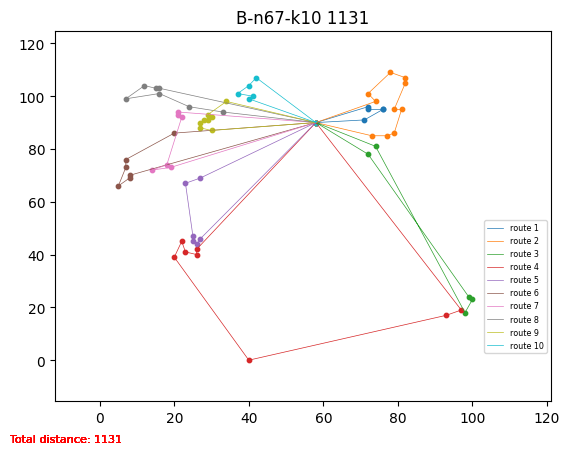 B-n67-k10 1131
120
100
80
60
40
20
0
route 1
route 2
route 3
route 4
route 5
route 6
route 7
route 8
route 9
route 10
0 20 40 60 80 100 120
Total distance: 1131